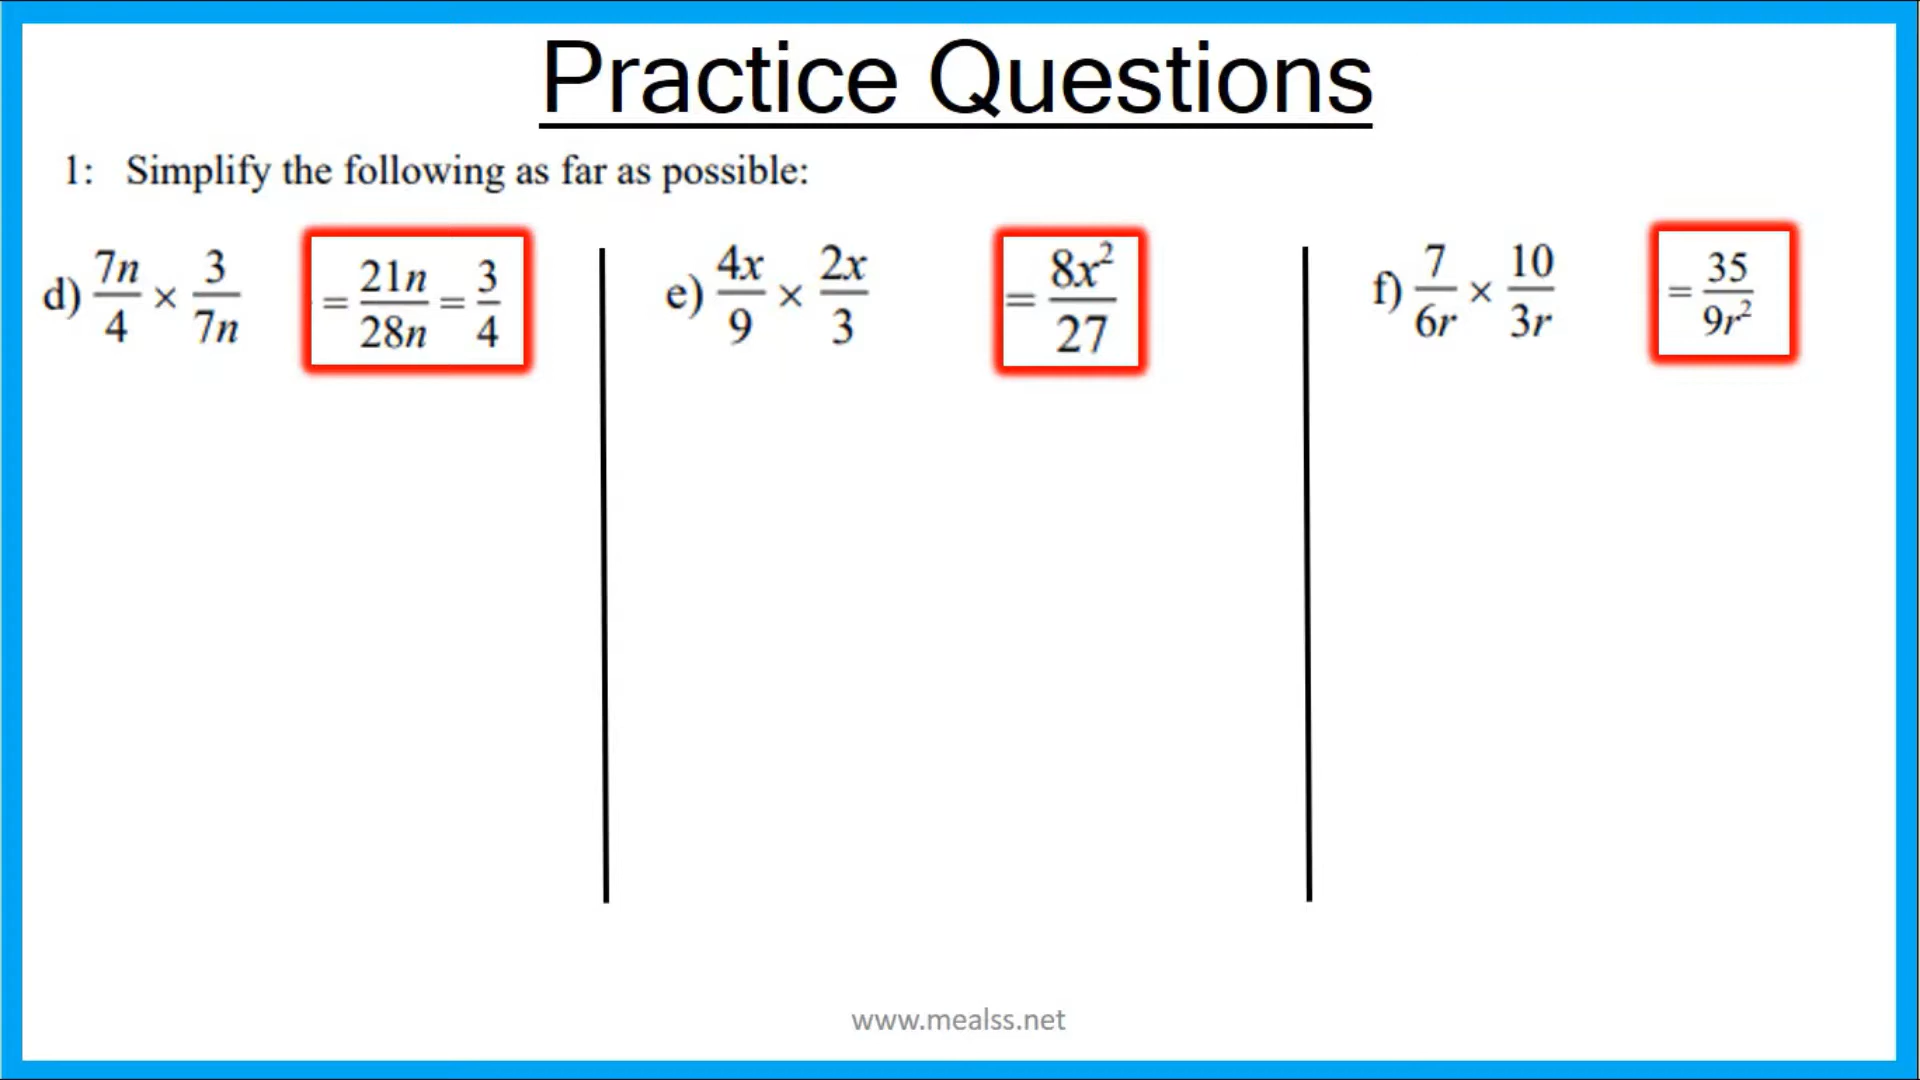 Practice Questions
1: Simplify the following as far as possible:
d) 7n/4 × 3/7n = 21n/28n = 3/4
e) 4x/9 × 2x/3 = 8x²/27
f) 7/6r × 10/3r = 35/9r²
www.mealss.net